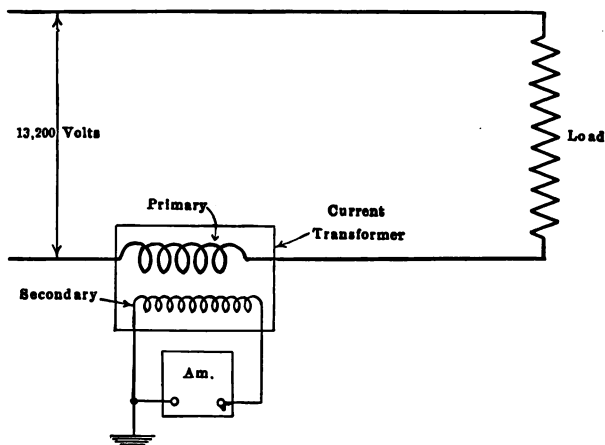 13,200 Volts
Load
Primary
Current
Transformer
Secondary
Am.